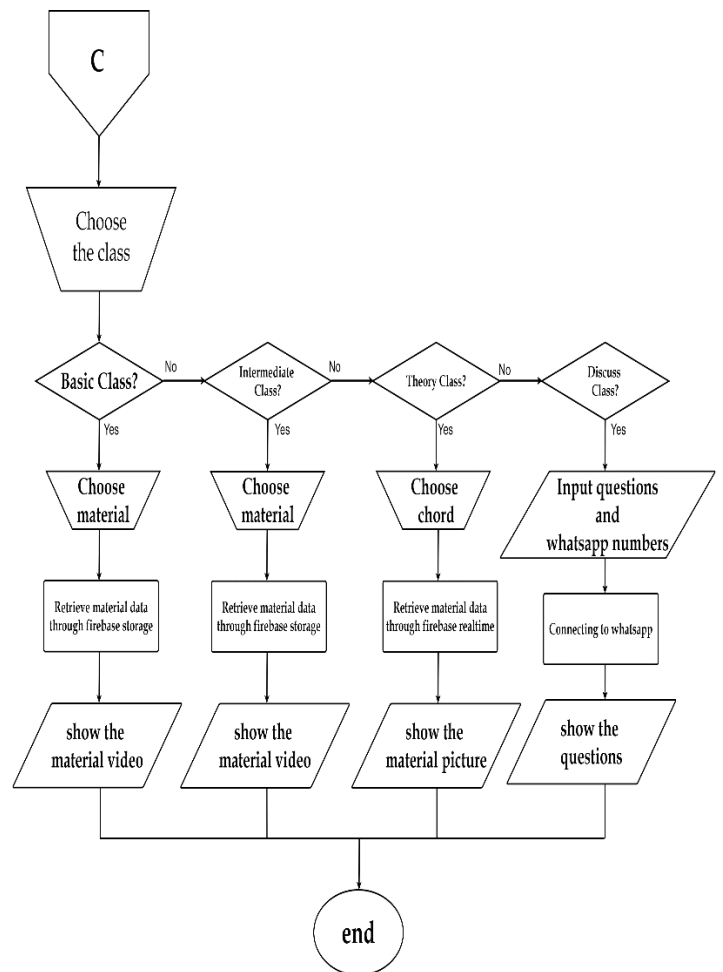 C
Choose
the class
Basic Class?
No
Intermediate
Class?
No
Theory Class?
No
Discuss
Class?
Yes
Yes
Yes
Yes
Choose
material
Choose
material
Choose
chord
Input questions
and
whatsapp numbers
Retrieve material data
through firebase storage
Retrieve material data
through firebase storage
Retrieve material data
through firebase realtime
Connecting to whatsapp
show the
material video
show the
material video
show the
material picture
show the
questions
end